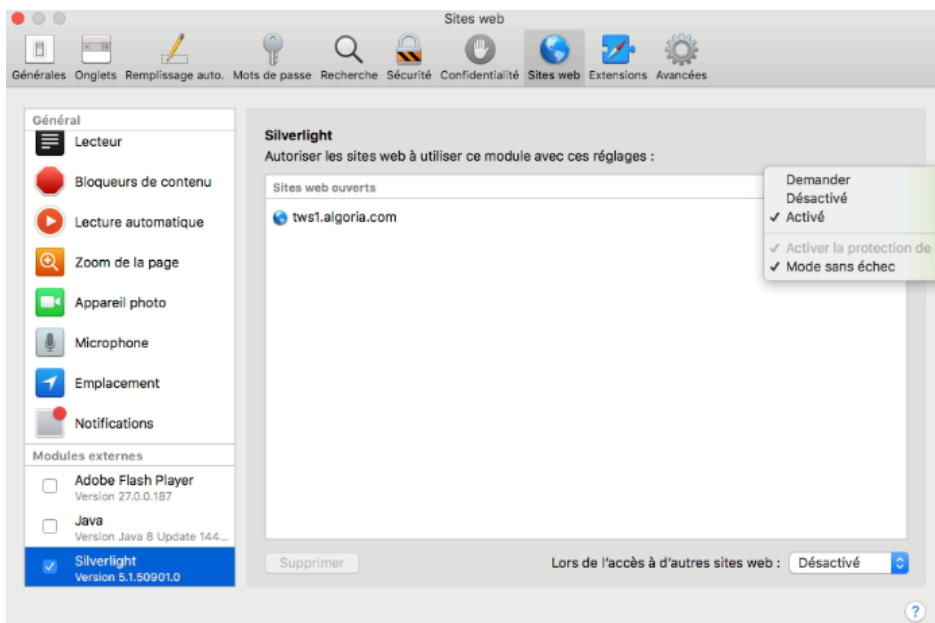 Sites web
Générales Onglets Remplissage auto. Mots de passe Recherche Sécurité Confidentialité Sites web Extensions Avancées
Général
Lecteur
Bloqueurs de contenu
Lecture automatique
Zoom de la page
Appareil photo
Microphone
Emplacement
Notifications
Modules externes
Adobe Flash Player
Version 27.0.0.187
Java
Version Java 8 Update 144...
Silverlight
Version 5.1.50901.0
Silverlight
Autoriser les sites web à utiliser ce module avec ces réglages :
Sites web ouverts
tws1.algoria.com
Demander
Désactivé
✓ Activé
✓ Activer la protection de
✓ Mode sans échec
Supprimer
Lors de l'accès à d'autres sites web : Désactivé
?